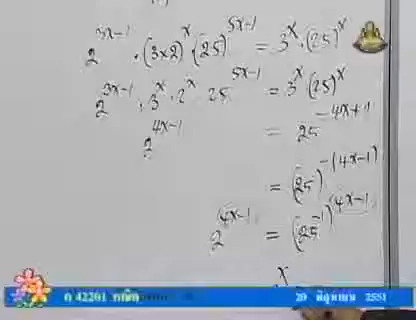 2^{3x-1} · (3×2)^x · (25)^{5x-1} = 3^x · (25)^x
2^{3x-1} · 3^x · 2^x · 25^{5x-1} = 3^x · (25)^x
2^{4x-1} = 25^{-4x+1}
= (25)^{-(4x-1)}
2^{4x-1} = (25^{-1})^{(4x-1)}
x
ค 42201 คณิต
20 มิถุนายน 2551